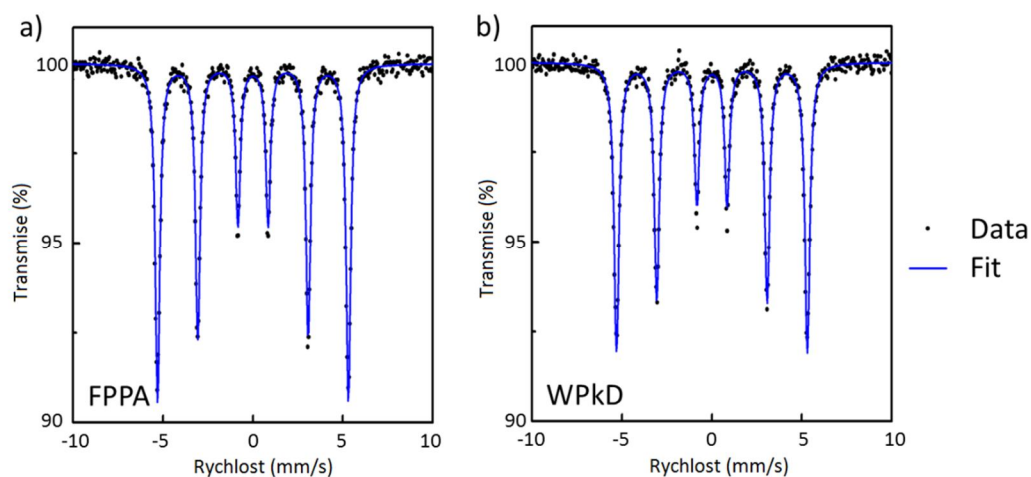 a)
100
95
90
Transmise (%)
FPPA
-10 -5 0 5 10
Rychlost (mm/s)
b)
100
95
90
Transmise (%)
WPkD
-10 -5 0 5 10
Rychlost (mm/s)
Data
Fit